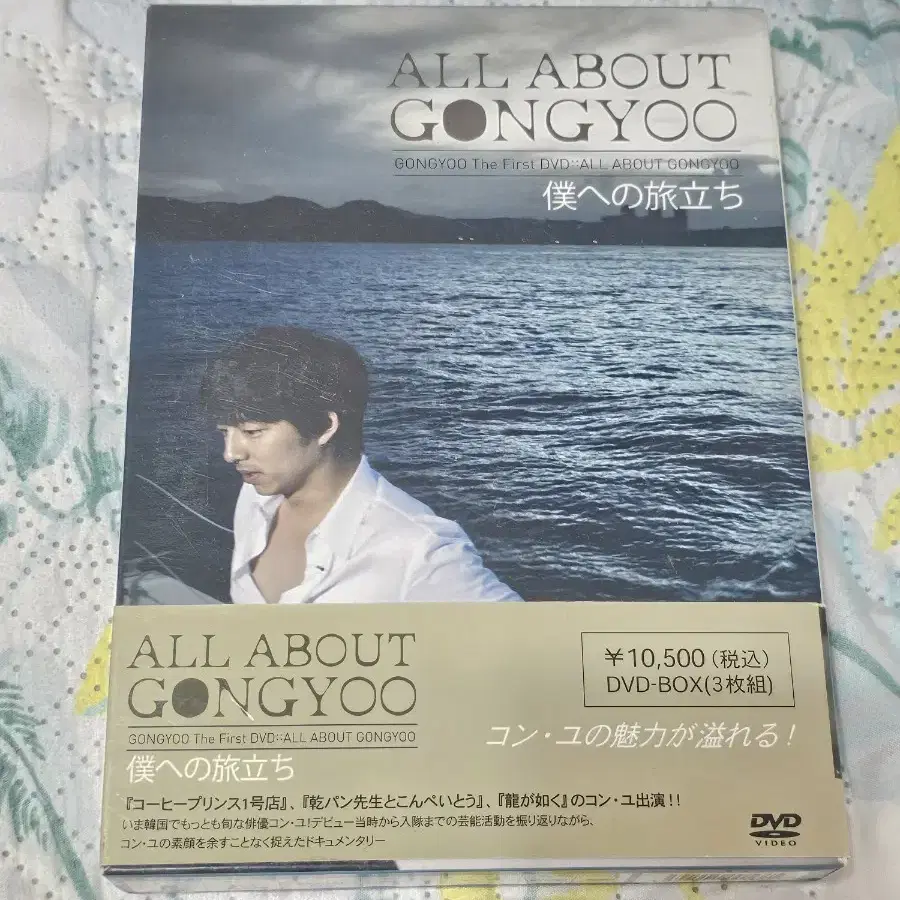 ALL ABOUT
GONGYOO
GONGYOO The First DVD::ALL ABOUT GONGYOO
僕への旅立ち
ALL ABOUT
GONGYOO
GONGYOO The First DVD::ALL ABOUT GONGYOO
僕への旅立ち
¥10,500(税込)
DVD-BOX(3枚組)
コン・ユの魅力が溢れる!
『コーヒープリンス1号店』、『乾パン先生とこんぺいとう』、『龍が如く』のコン・ユ出演!!
いま韓国でもっとも旬な俳優コン・ユ!デビュー当時から入隊までの芸能活動を振り返りながら、
コン・ユの素顔を余すことなく捉えたドキュメンタリー
DVD
VIDEO